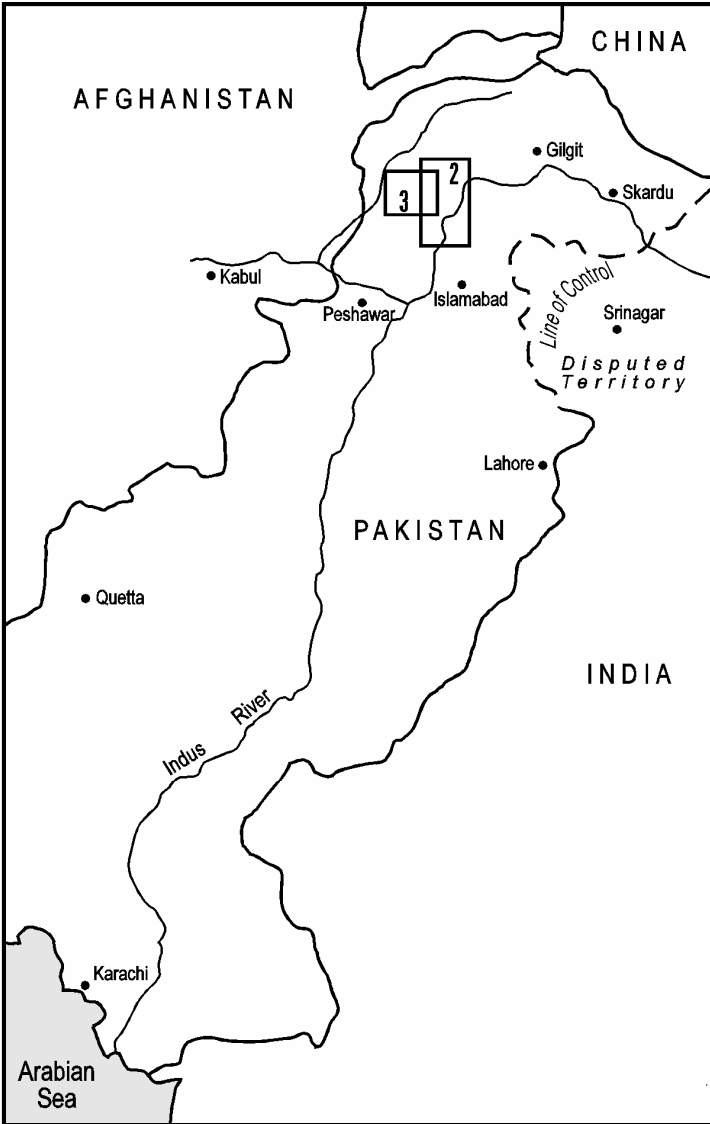 CHINA
AFGHANISTAN
Gilgit
2
Skardu
3
Kabul
Islamabad
Peshawar
Line of Control
Srinagar
Disputed
Territory
Lahore
PAKISTAN
Quetta
INDIA
Indus River
Karachi
Arabian
Sea